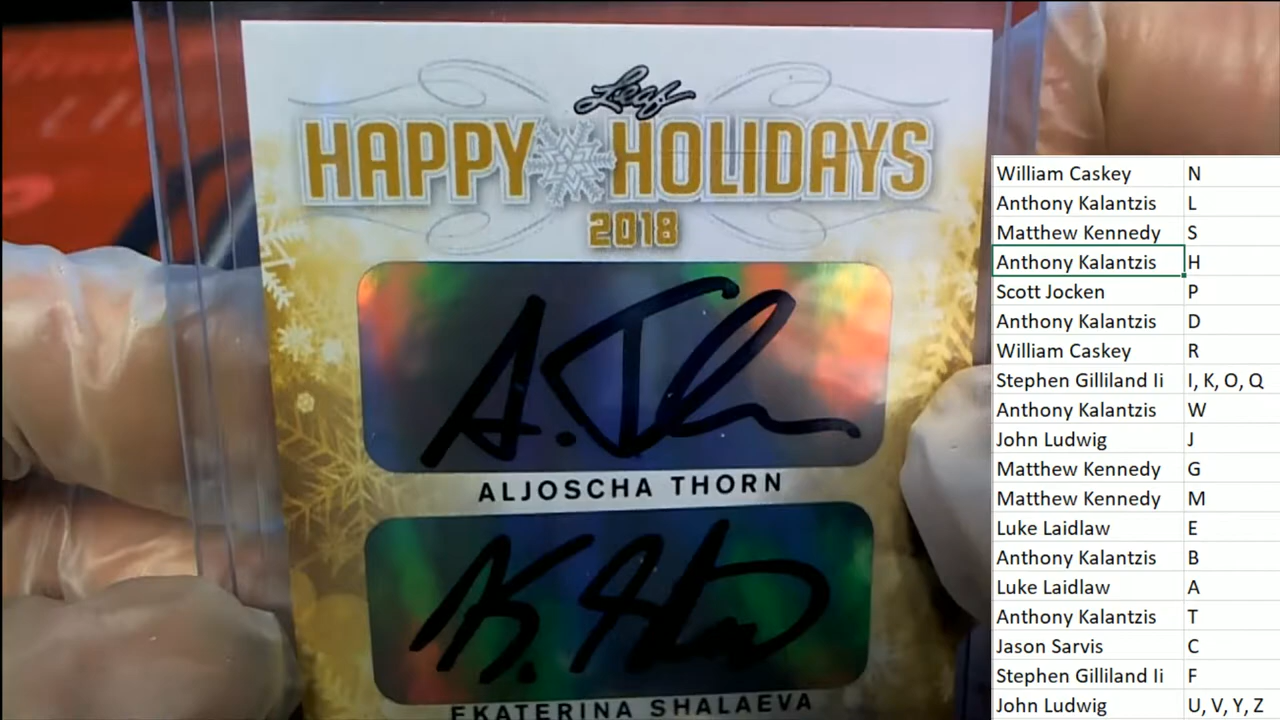 Leaf
HAPPY HOLIDAYS
2018
A. Th
ALJOSCHA THORN
EKATERINA SHALAEVA
William Caskey N
Anthony Kalantzis L
Matthew Kennedy S
Anthony Kalantzis H
Scott Jocken P
Anthony Kalantzis D
William Caskey R
Stephen Gilliland Ii I, K, O, Q
Anthony Kalantzis W
John Ludwig J
Matthew Kennedy G
Matthew Kennedy M
Luke Laidlaw E
Anthony Kalantzis B
Luke Laidlaw A
Anthony Kalantzis T
Jason Sarvis C
Stephen Gilliland Ii F
John Ludwig U, V, Y, Z